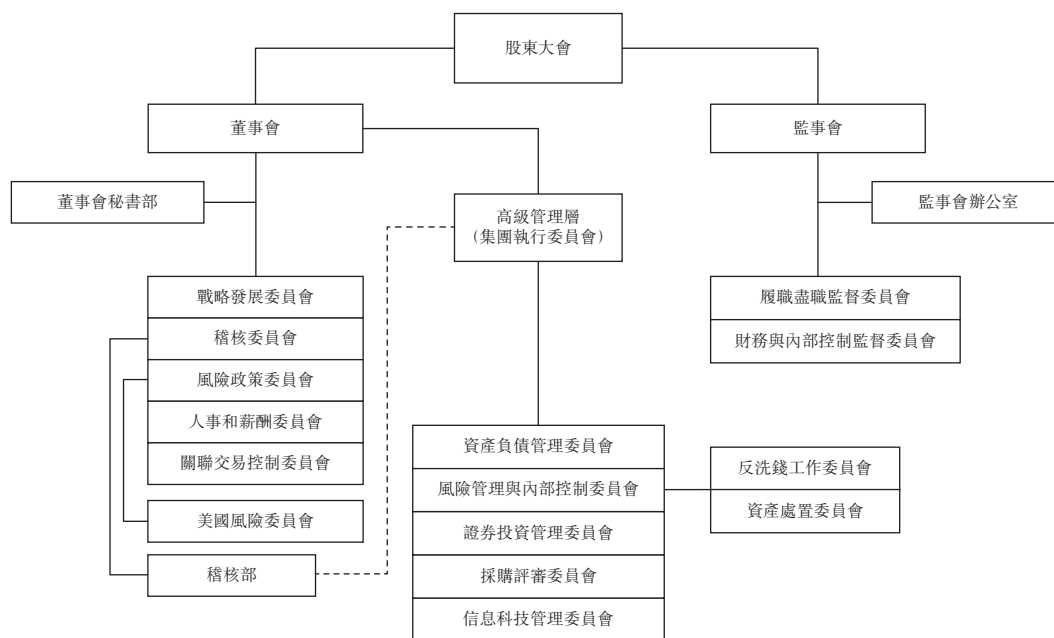 股東大會
董事會
監事會
董事會秘書部
高級管理層
(集團執行委員會)
監事會辦公室
戰略發展委員會
稽核委員會
風險政策委員會
人事和薪酬委員會
關聯交易控制委員會
美國風險委員會
稽核部
履職盡職監督委員會
財務與內部控制監督委員會
資產負債管理委員會
風險管理與內部控制委員會
證券投資管理委員會
採購評審委員會
信息科技管理委員會
反洗錢工作委員會
資產處置委員會